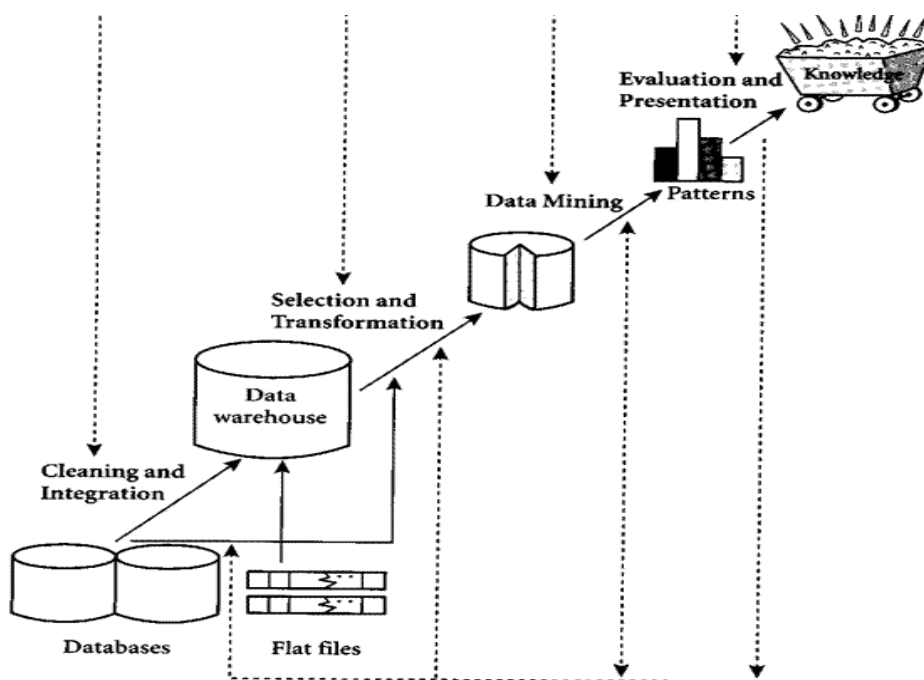 Knowledge
Evaluation and
Presentation
Patterns
Data Mining
Selection and
Transformation
Data
warehouse
Cleaning and
Integration
Databases
Flat files